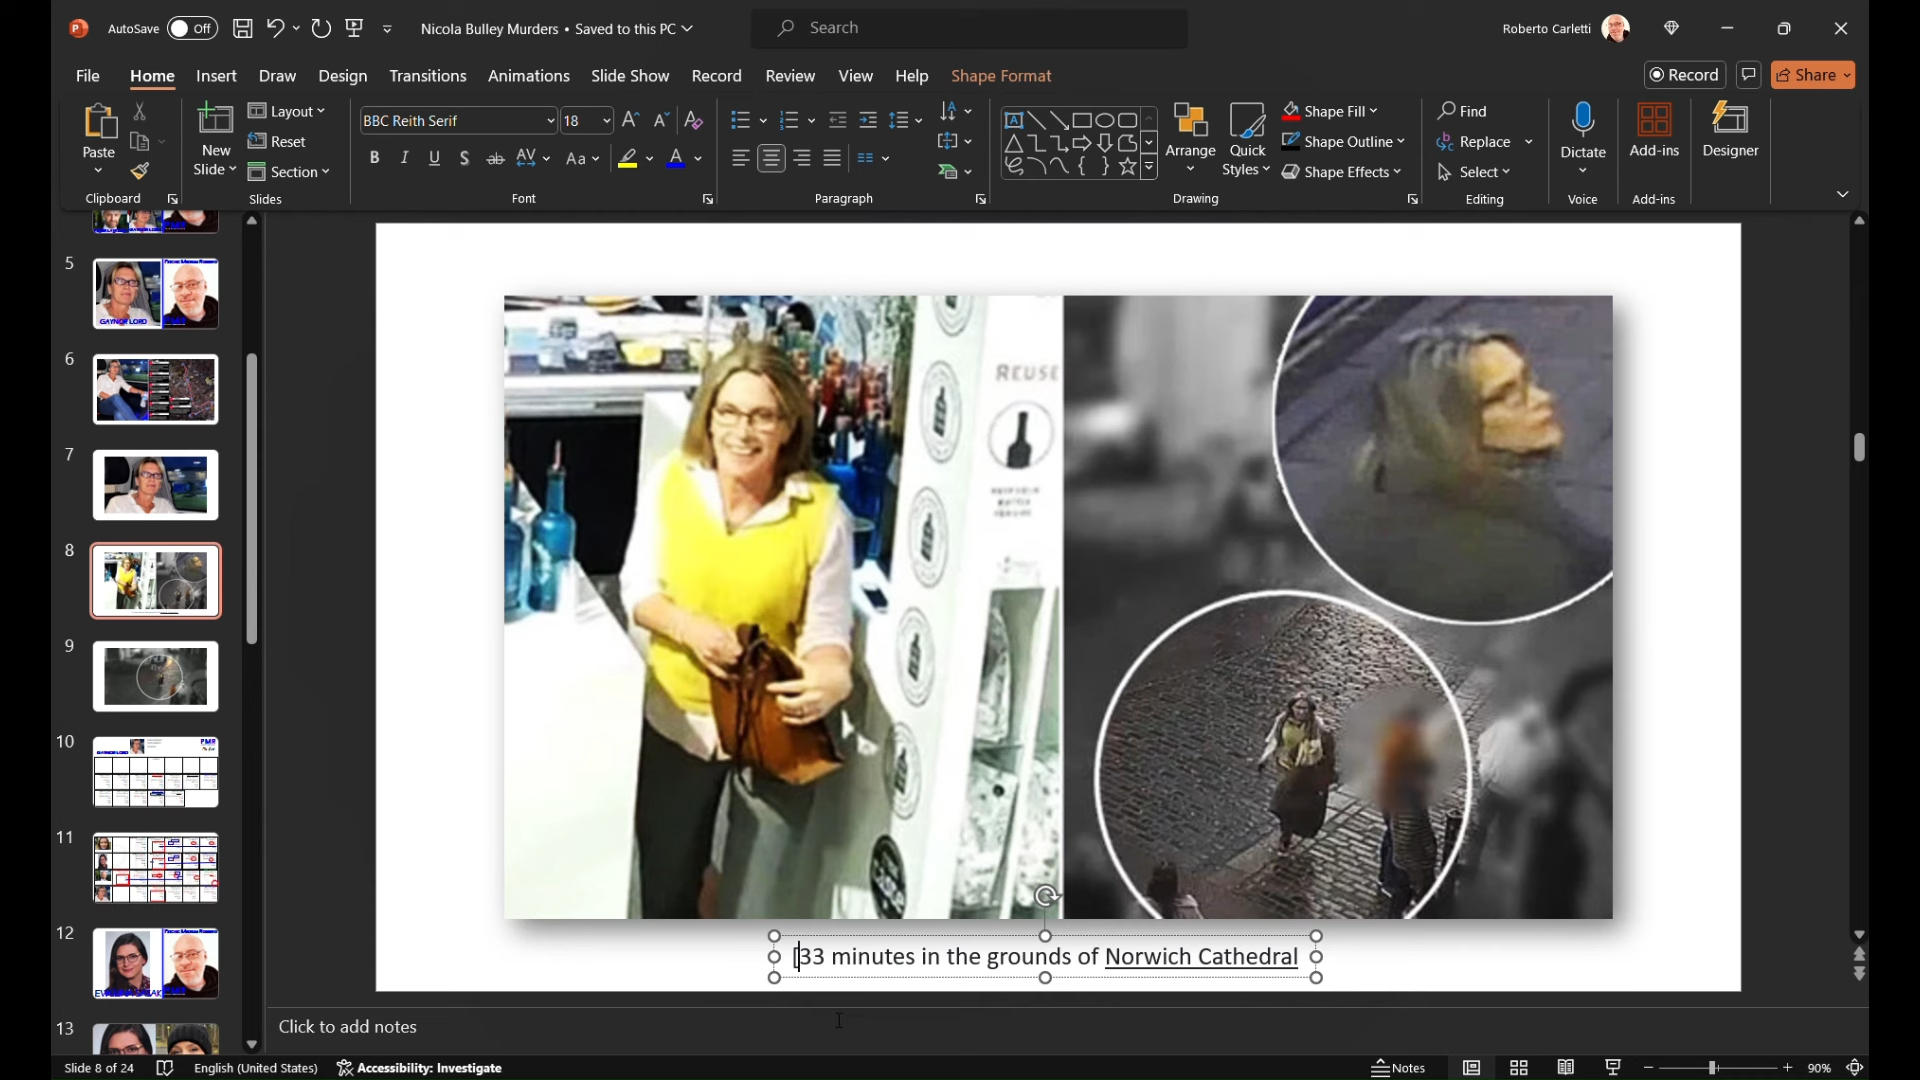 AutoSave Off Nicola Bulley Murders • Saved to this PC Search Roberto Carletti
File Home Insert Draw Design Transitions Animations Slide Show Record Review View Help Shape Format Record Share
Paste
Clipboard
New Slide
Layout
Reset
Section
Slides
BBC Reith Serif 18
Font
Paragraph
Arrange
Quick Styles
Shape Fill
Shape Outline
Shape Effects
Drawing
Find
Replace
Select
Editing
Dictate
Voice
Add-ins
Add-ins
Designer
5
GAYNOR LORD
6
7
8
9
10
GAYNOR LORD
PMR
11
12
13
REUSE
[33 minutes in the grounds of Norwich Cathedral
Click to add notes
Slide 8 of 24 English (United States) Accessibility: Investigate Notes 90%